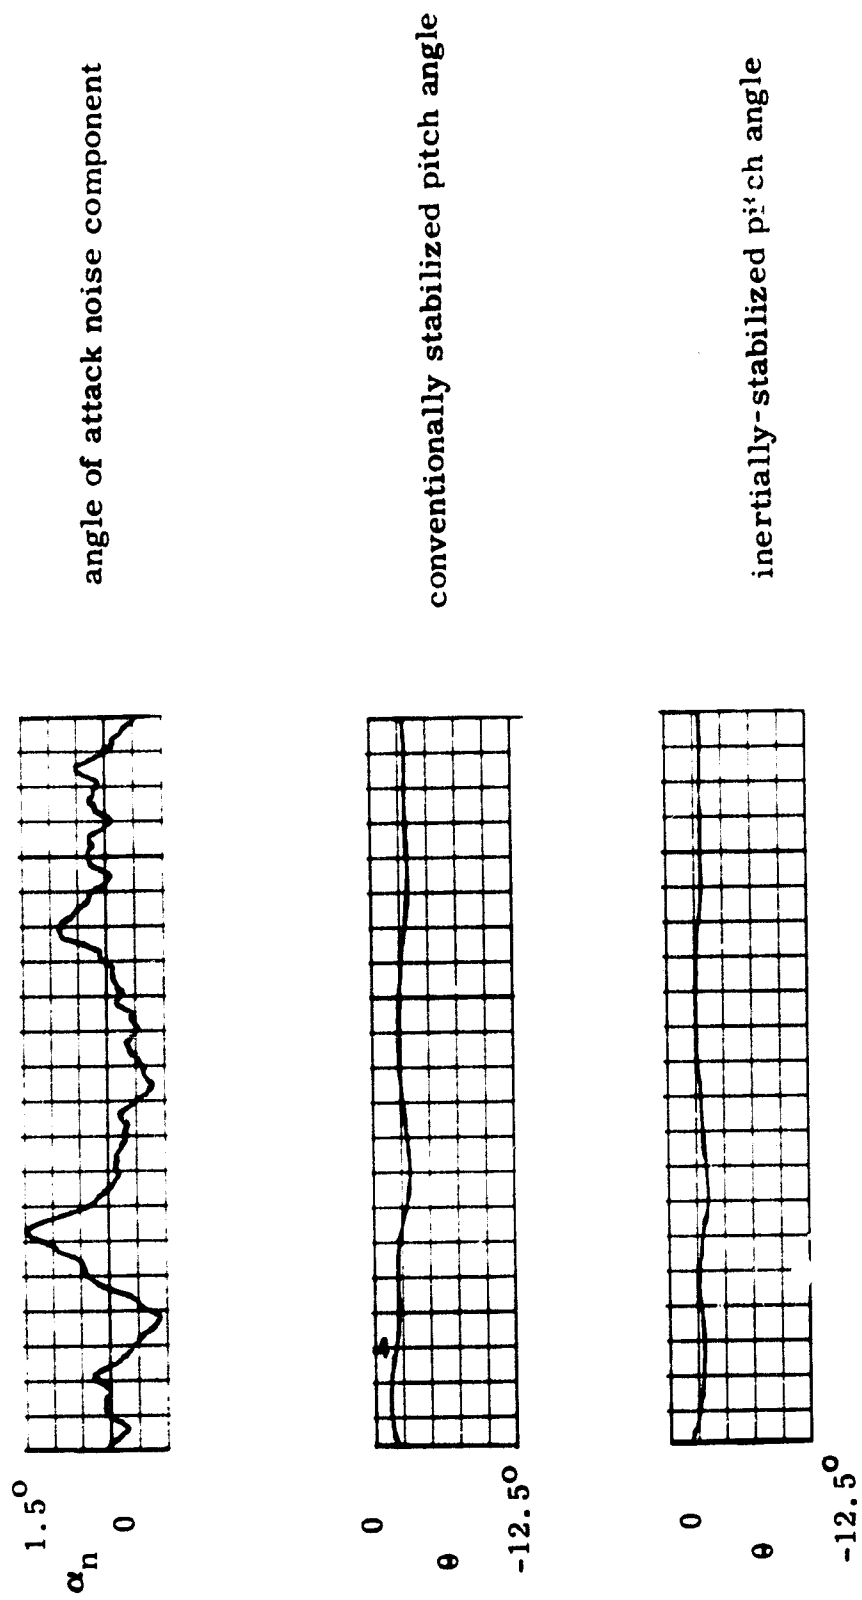 1.5°
αn
0
angle of attack noise component
0
θ
-12.5°
conventionally stabilized pitch angle
0
θ
-12.5°
inertially-stabilized pitch angle